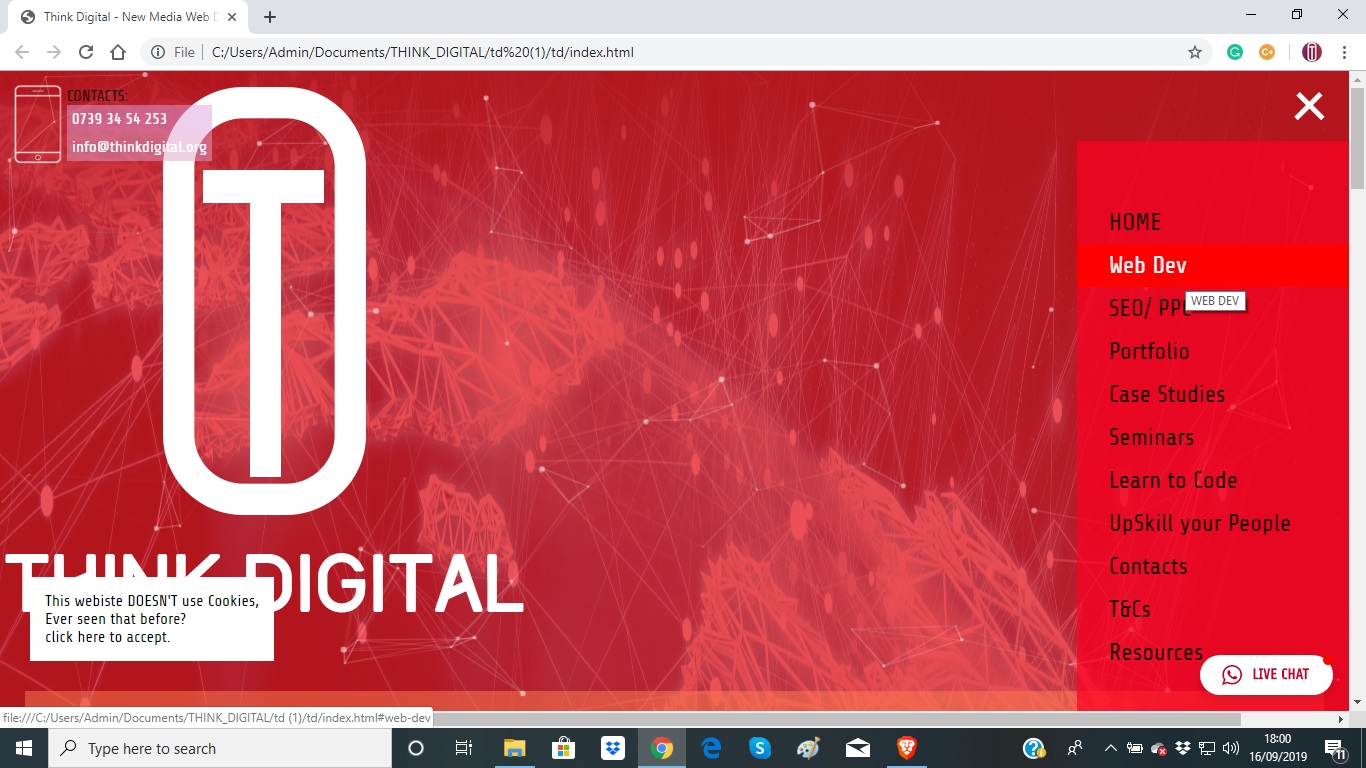 Think Digital - New Media Web D
File
C:/Users/Admin/Documents/THINK_DIGITAL/td%20(1)/td/index.html
CONTACTS:
0739 34 54 253
info@thinkdigital.org
T
HOME
Web Dev
WEB DEV
SEO/ PPC
Portfolio
Case Studies
Seminars
Learn to Code
UpSkill your People
Contacts
T&Cs
Resources
THINK DIGITAL
This webiste DOESN'T use Cookies,
Ever seen that before?
click here to accept.
LIVE CHAT
file:///C:/Users/Admin/Documents/THINK_DIGITAL/td (1)/td/index.html#web-dev
Type here to search
18:00
16/09/2019
11